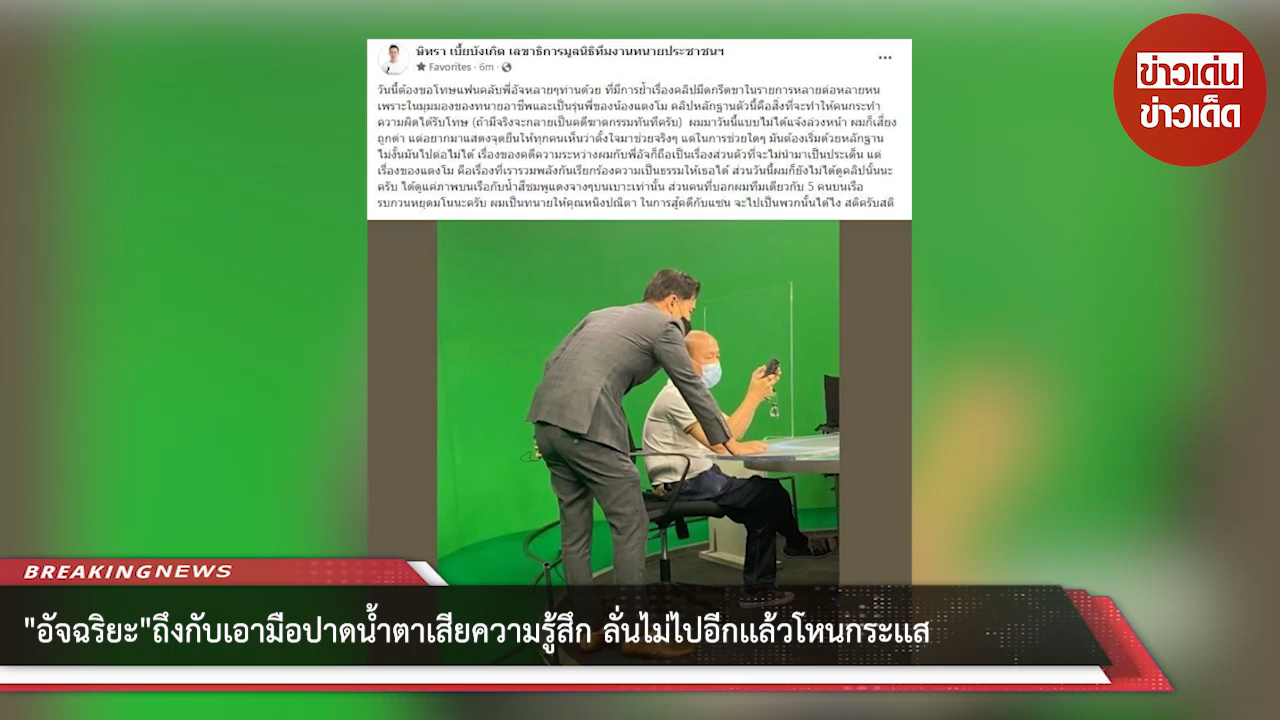 ษิทรา เบี้ยบังเกิด เลขาธิการมูลนิธิทีมงานทนายประชาชนฯ
Favorites · 6m ·
วันนี้ต้องขอโทษแฟนคลับพี่อัจหลายๆท่านด้วย ที่มีการย้ำเรื่องคลิปมีดกรีดขาในรายการหลายต่อหลายหน
เพราะในมุมมองของทนายอาชีพและเป็นรุ่นพี่ของน้องแตงโม คลิปหลักฐานตัวนี้คือสิ่งที่จะทำให้คนกระทำ
ความผิดได้รับโทษ (ถ้ามีจริงจะกลายเป็นคดีฆาตกรรมทันทีครับ) ผมมาวันนี้แบบไม่ได้แจ้งล่วงหน้า ผมก็เสี่ยง
ถูกด่า แต่อยากมาแสดงจุดยืนให้ทุกคนเห็นว่าตั้งใจมาช่วยจริงๆ แต่ในการช่วยใดๆ มันต้องเริ่มด้วยหลักฐาน
ไม่งั้นมันไปต่อไม่ได้ เรื่องของคดีความระหว่างผมกับพี่อัจก็ถือเป็นเรื่องส่วนตัวที่จะไม่นำมาเป็นประเด็น แต่
เรื่องของแตงโม คือเรื่องที่เรารวมพลังกันเรียกร้องความเป็นธรรมให้เธอได้ ส่วนวันนี้ผมก็ยังไม่ได้ดูคลิปนั้นนะ
ครับ ได้ดูแค่ภาพบนเรือกับน้ำสีชมพูแดงจางๆบนเบาะเท่านั้น ส่วนคนที่บอกผมทีมเดียวกับ 5 คนบนเรือ
รบกวนหยุดมโนนะครับ ผมเป็นทนายให้คุณหนิงปณิตา ในการสู้คดีกับแซน จะไปเป็นพวกนั้นได้ไง สติครับสติ
ข่าวเด่น
ข่าวเด็ด
BREAKING NEWS
"อัจฉริยะ"ถึงกับเอามือปาดน้ำตาเสียความรู้สึก ลั่นไม่ไปอีกแล้วโหนกระแส